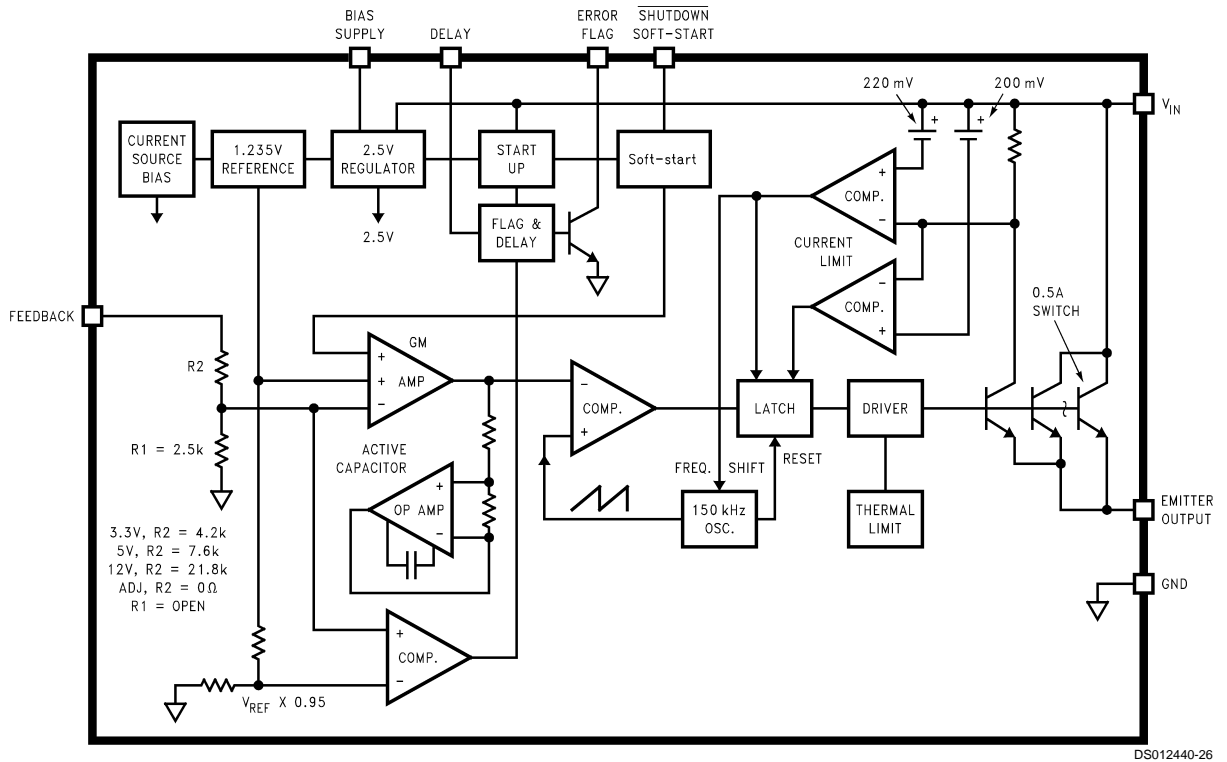 BIAS
SUPPLY
DELAY
ERROR
FLAG
SHUTDOWN
SOFT-START
220 mV
200 mV
VIN
CURRENT
SOURCE
BIAS
1.235V
REFERENCE
2.5V
REGULATOR
START
UP
Soft-start
+
+
+
COMP.
−
FLAG &
DELAY
2.5V
CURRENT
LIMIT
−
COMP.
+
0.5A
SWITCH
FEEDBACK
GM
R2
+
+ AMP
−
−
COMP.
+
LATCH
DRIVER
R1 = 2.5k
ACTIVE
CAPACITOR
FREQ. SHIFT
RESET
+
OP AMP
−
150 kHz
OSC.
THERMAL
LIMIT
EMITTER
OUTPUT
3.3V, R2 = 4.2k
5V, R2 = 7.6k
12V, R2 = 21.8k
ADJ, R2 = 0Ω
R1 = OPEN
GND
+
COMP.
−
VREF X 0.95
DS012440-26